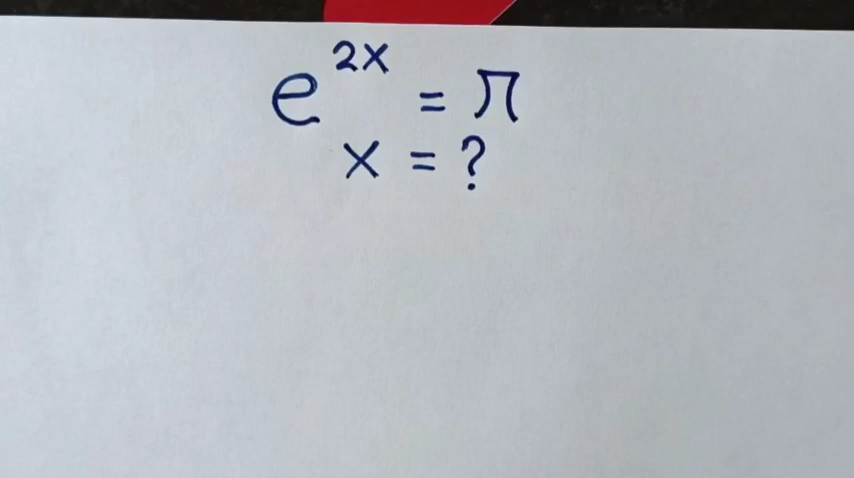 e^{2x} = π
x = ?